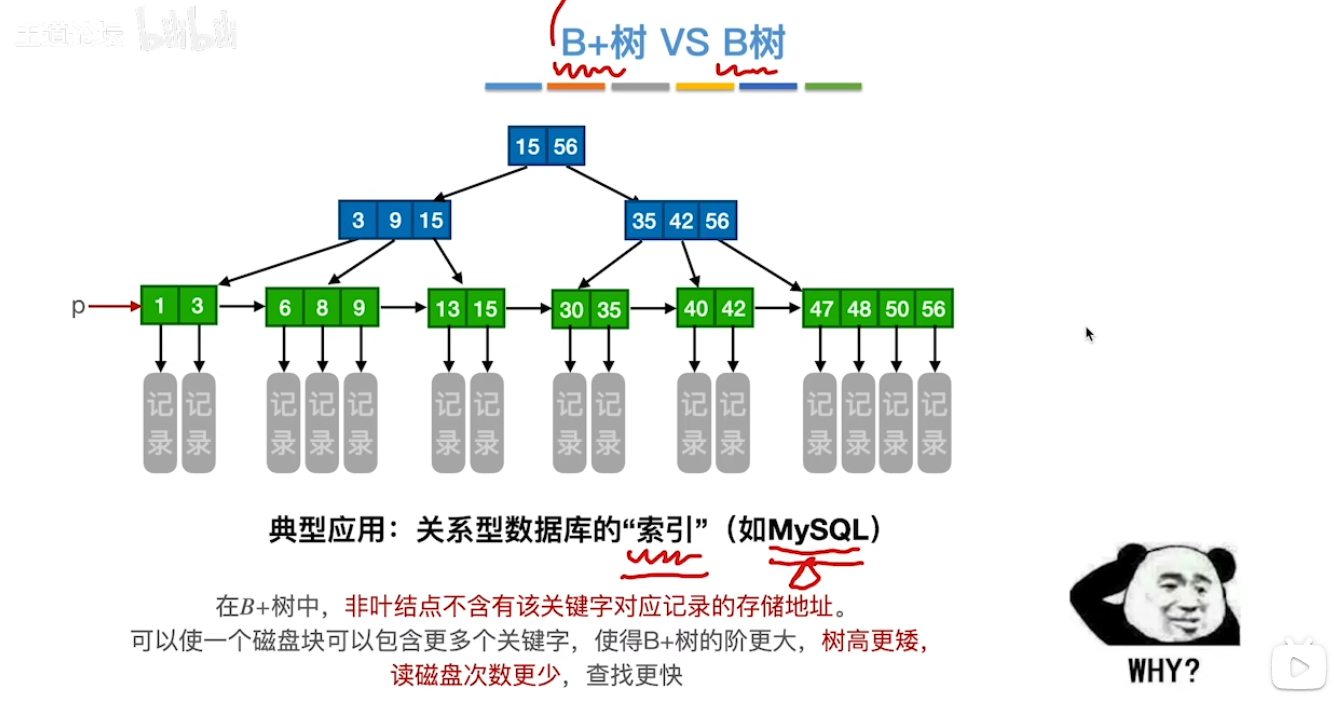 王道论坛 bilibili
B+树 VS B树
15 56
3 9 15 35 42 56
p 1 3 6 8 9 13 15 30 35 40 42 47 48 50 56
记录 记录 记录 记录 记录 记录 记录 记录 记录 记录 记录 记录 记录 记录 记录
典型应用：关系型数据库的“索引”（如MySQL）
在B+树中，非叶结点不含有该关键字对应记录的存储地址。
可以使一个磁盘块可以包含更多个关键字，使得B+树的阶更大，树高更矮，
读磁盘次数更少，查找更快
WHY?